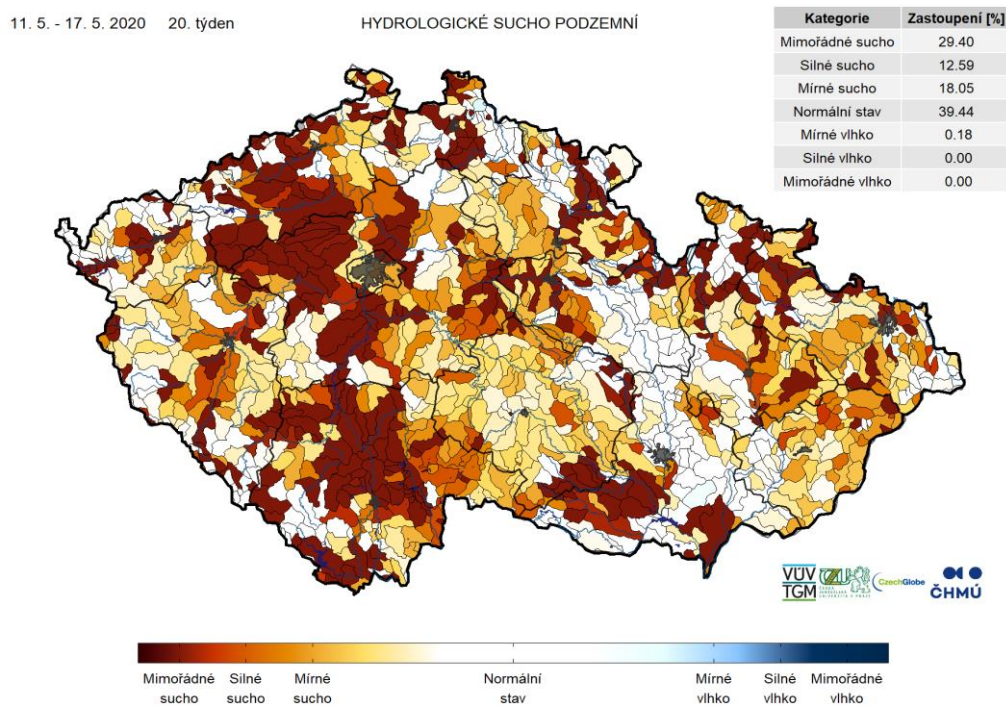 11. 5. - 17. 5. 2020 20. týden
HYDROLOGICKÉ SUCHO PODZEMNÍ
Kategorie Zastoupení [%]
Mimořádné sucho 29.40
Silné sucho 12.59
Mírné sucho 18.05
Normální stav 39.44
Mírné vlhko 0.18
Silné vlhko 0.00
Mimořádné vlhko 0.00
VÚV
TGM
CzechGlobe
ČHMÚ
Mimořádné sucho
Silné sucho
Mírné sucho
Normální stav
Mírné vlhko
Silné vlhko
Mimořádné vlhko